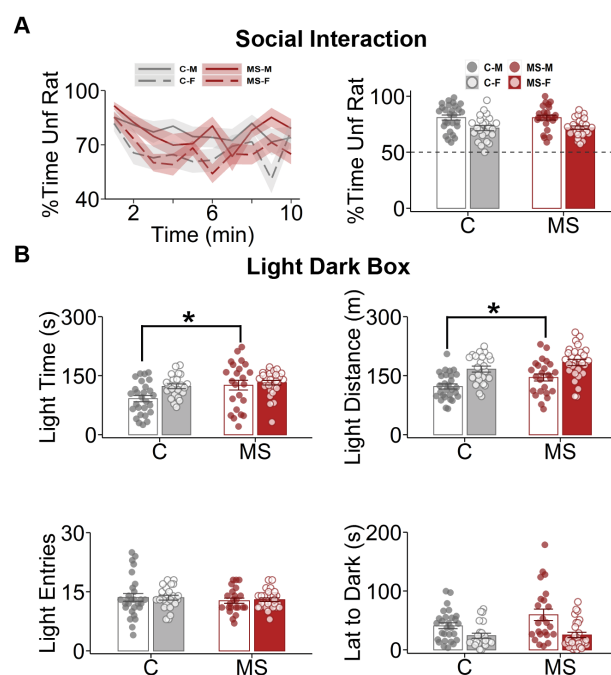 A
Social Interaction
C-M MS-M
C-F MS-F
%Time Unf Rat
100
70
40
2 6 10
Time (min)
C-M MS-M
C-F MS-F
%Time Unf Rat
100
50
0
C MS
B
Light Dark Box
Light Time (s)
300
150
0
*
C MS
Light Distance (m)
300
150
0
*
C MS
Light Entries
30
15
0
C MS
Lat to Dark (s)
200
100
0
C MS